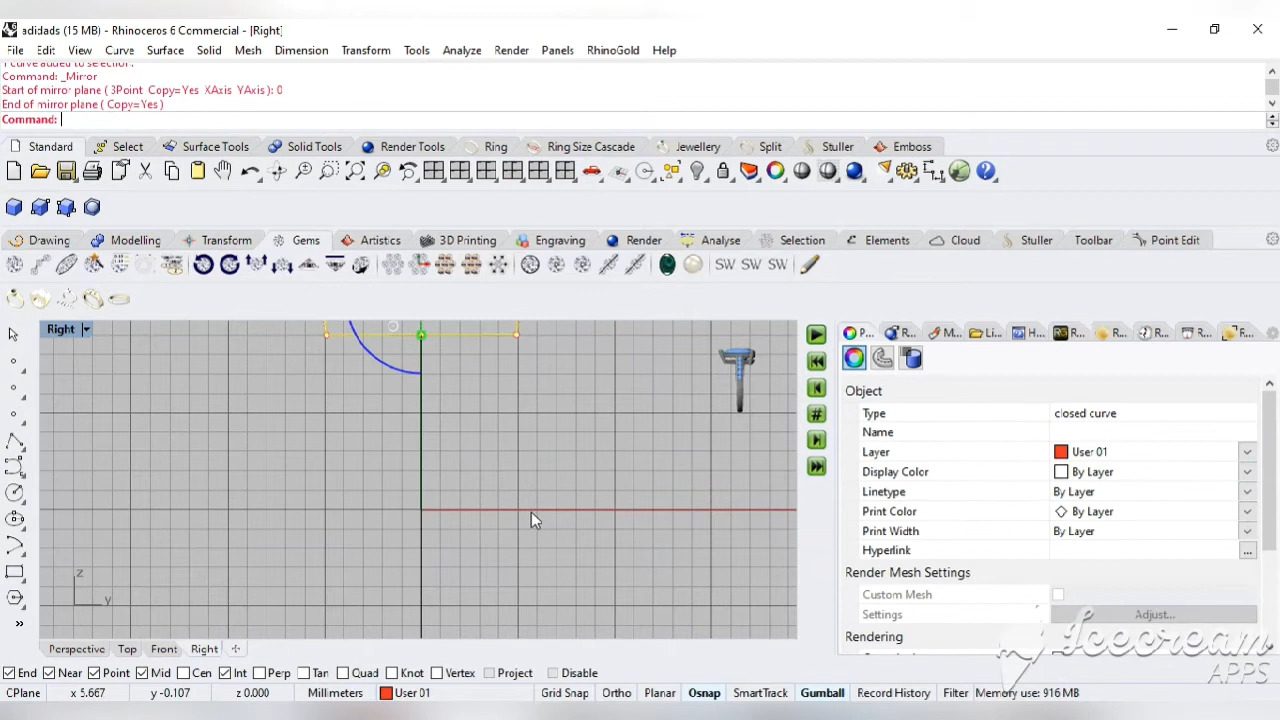 adidads (15 MB) - Rhinoceros 6 Commercial - [Right]
File Edit View Curve Surface Solid Mesh Dimension Transform Tools Analyze Render Panels RhinoGold Help
1 curve added to selection.
Command: _Mirror
Start of mirror plane ( 3Point Copy=Yes XAxis YAxis ): 0
End of mirror plane ( Copy=Yes )
Command:
Standard Select Surface Tools Solid Tools Render Tools Ring Ring/Size Cascade Jewellery Split Stuller Emboss
Drawing Modelling Transform Gems Artistics 3D Printing Engraving Render Analyse Selection Elements Cloud Stuller Toolbar Point Edit
SW SW SW
Right
P... R... M... Li... H... R... R... R... R... F...
Object
Type closed curve
Name
Layer User 01
Display Color By Layer
Linetype By Layer
Print Color By Layer
Print Width By Layer
Hyperlink ...
Render Mesh Settings
Custom Mesh
Settings Adjust...
Rendering
z
y
Icecream
APPS
Perspective Top Front Right
End Near Point Mid Cen Int Perp Tan Quad Knot Vertex Project Disable
CPlane x 5.667 y -0.107 z 0.000 Millimeters User 01 Grid Snap Ortho Planar Osnap SmartTrack Gumball Record History Filter Memory use: 916 MB